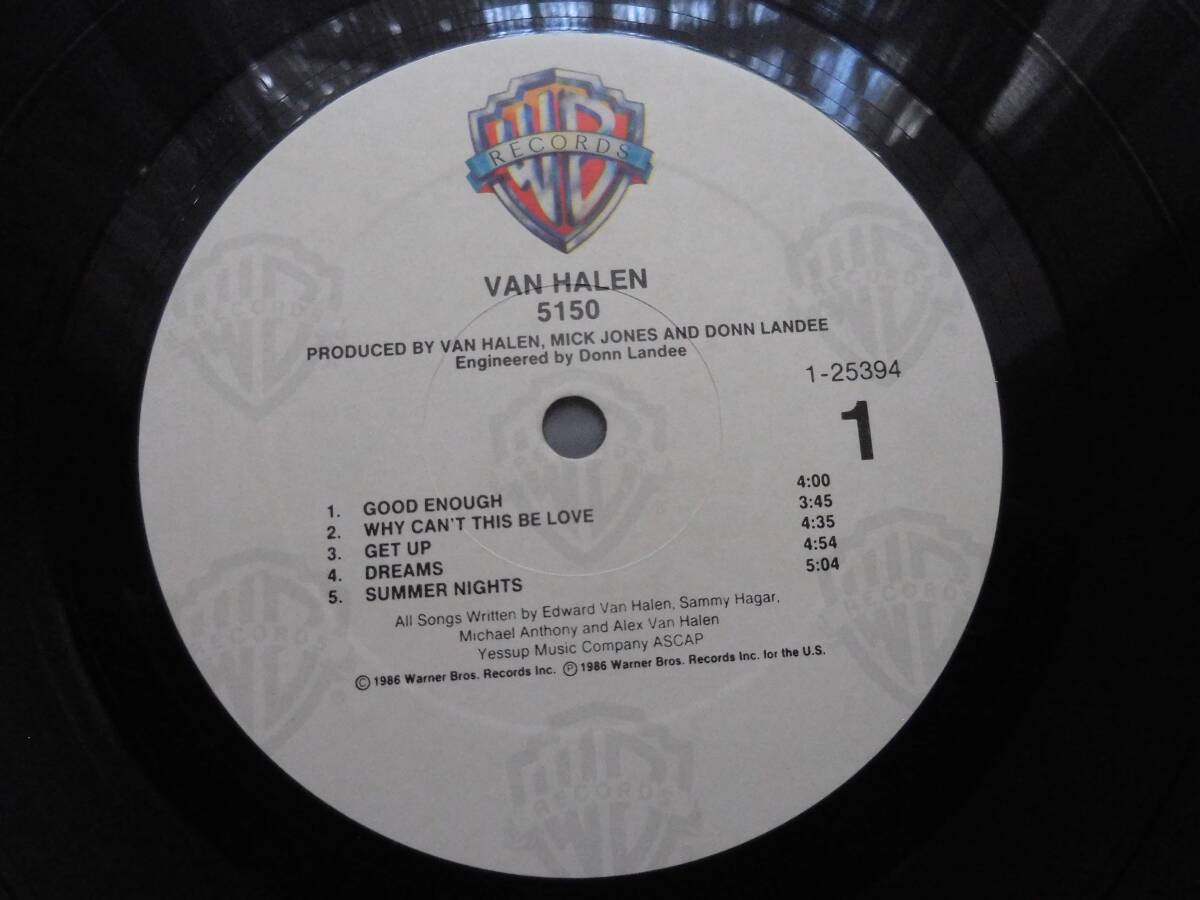 WB
RECORDS
VAN HALEN
5150
PRODUCED BY VAN HALEN, MICK JONES AND DONN LANDEE
Engineered by Donn Landee
1-25394
1
1. GOOD ENOUGH 4:00
2. WHY CAN'T THIS BE LOVE 3:45
3. GET UP 4:35
4. DREAMS 4:54
5. SUMMER NIGHTS 5:04
All Songs Written by Edward Van Halen, Sammy Hagar,
Michael Anthony and Alex Van Halen
Yessup Music Company ASCAP
© 1986 Warner Bros. Records Inc. ℗ 1986 Warner Bros. Records Inc. for the U.S.